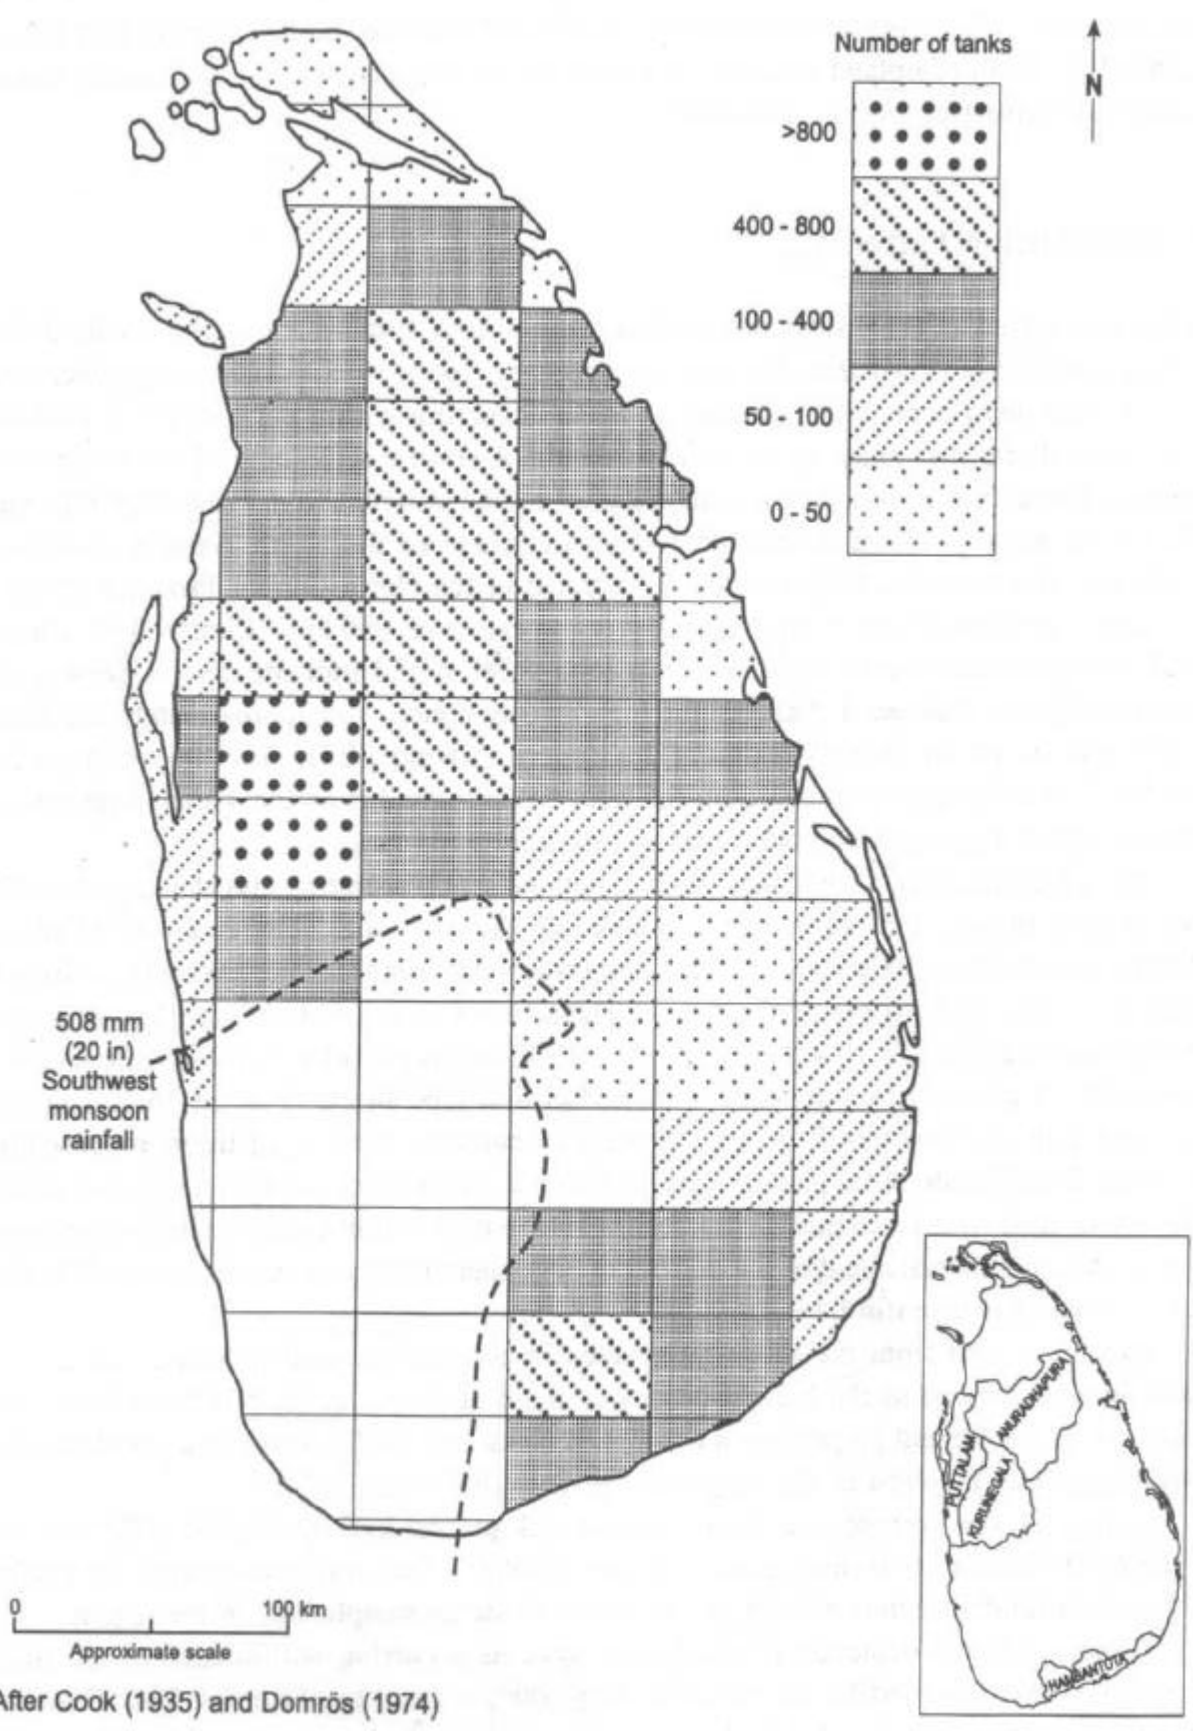 Number of tanks
N
>800
400 - 800
100 - 400
50 - 100
0 - 50
508 mm
(20 in)
Southwest
monsoon
rainfall
ANURADHAPURA
PUTTALAM
KURUNEGALA
HAMBANTOTA
0
100 km
Approximate scale
After Cook (1935) and Domrös (1974)